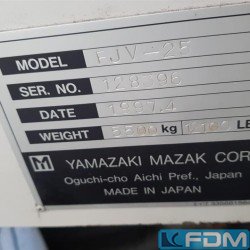 MODEL FJV-25
SER. NO. 128396
DATE 1997.4
WEIGHT kg
YAMAZAKI MAZAK COR
Oguchi-cho Aichi Pref., Japan
MADE IN JAPAN
FDM